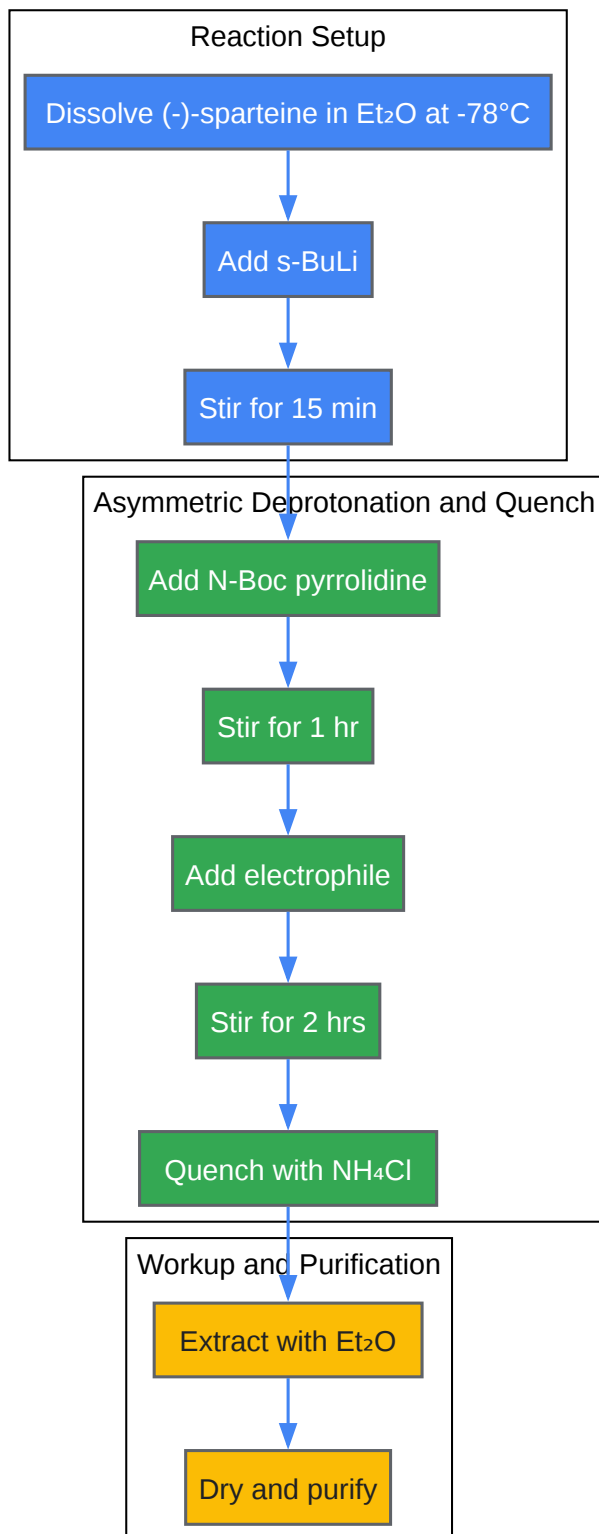 Reaction Setup
Dissolve (-)-sparteine in Et₂O at -78°C
Add s-BuLi
Stir for 15 min
Asymmetric Deprotonation and Quench
Add N-Boc pyrrolidine
Stir for 1 hr
Add electrophile
Stir for 2 hrs
Quench with NH₄Cl
Workup and Purification
Extract with Et₂O
Dry and purify